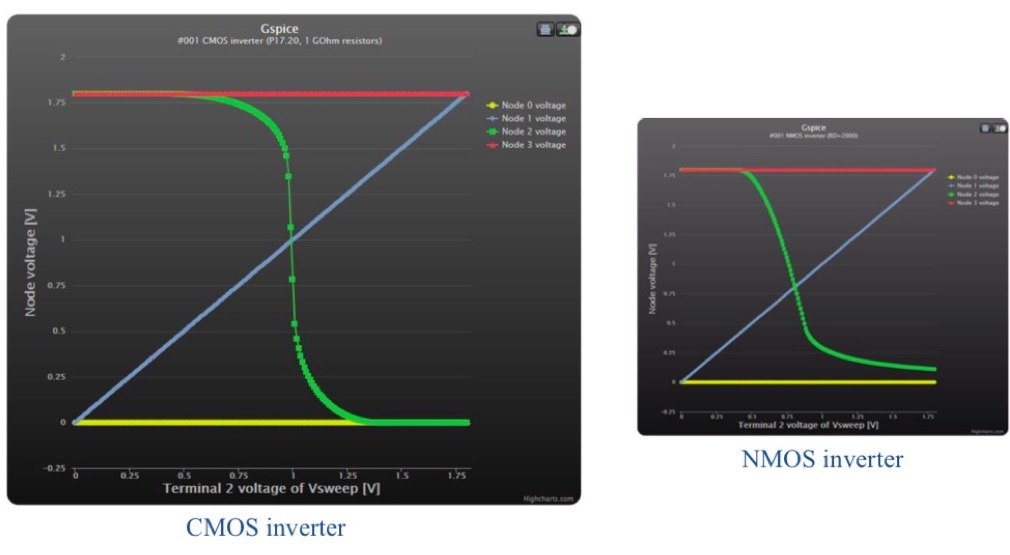 Gspice
#001 CMOS inverter (P17.20, 1 GOhm resistors)
2
1.75
1.5
1.25
1
0.75
0.5
0.25
0
-0.25
Node voltage [V]
Node 0 voltage
Node 1 voltage
Node 2 voltage
Node 3 voltage
0 0.25 0.5 0.75 1 1.25 1.5 1.75
Terminal 2 voltage of Vsweep [V]
Highcharts.com
CMOS inverter
Gspice
#001 NMOS inverter (RD=2000)
2
1.75
1.5
1.25
1
0.75
0.5
0.25
0
-0.25
Node voltage [V]
Node 0 voltage
Node 1 voltage
Node 2 voltage
Node 3 voltage
0 0.25 0.5 0.75 1 1.25 1.5 1.75
Terminal 2 voltage of Vsweep [V]
Highcharts.com
NMOS inverter